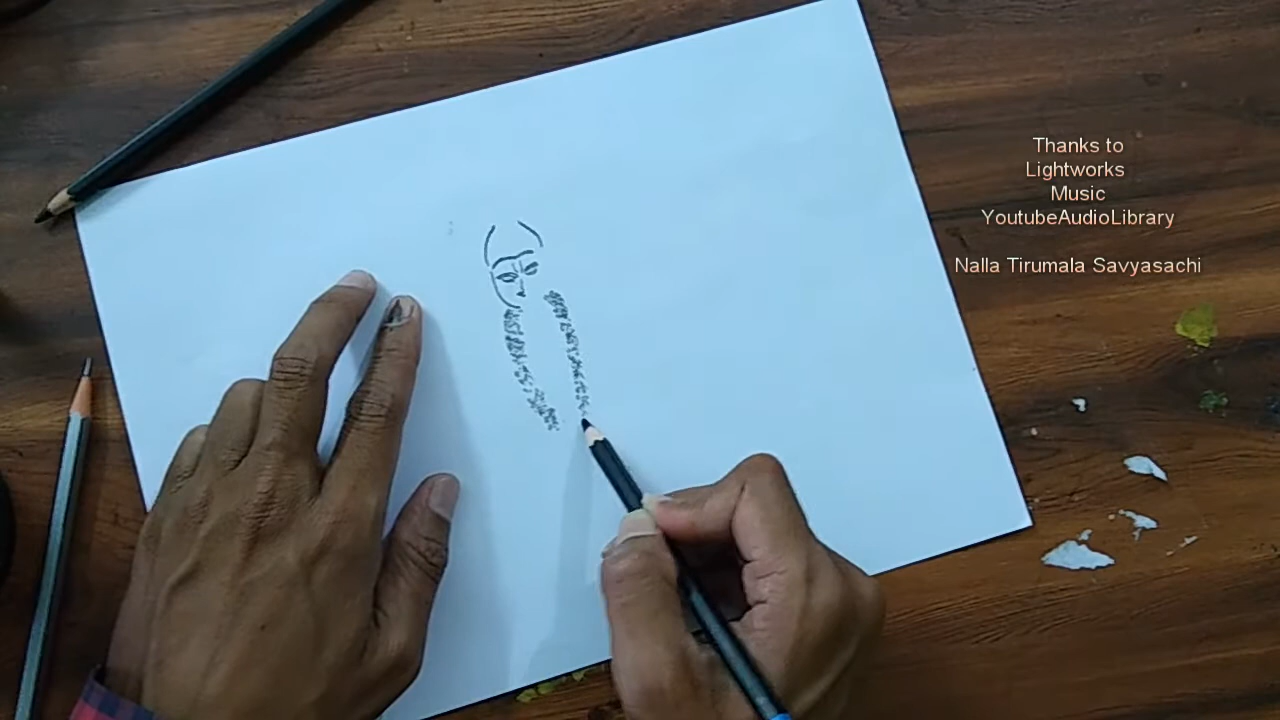 Thanks to
Lightworks
Music
YoutubeAudioLibrary
Nalla Tirumala Savyasachi